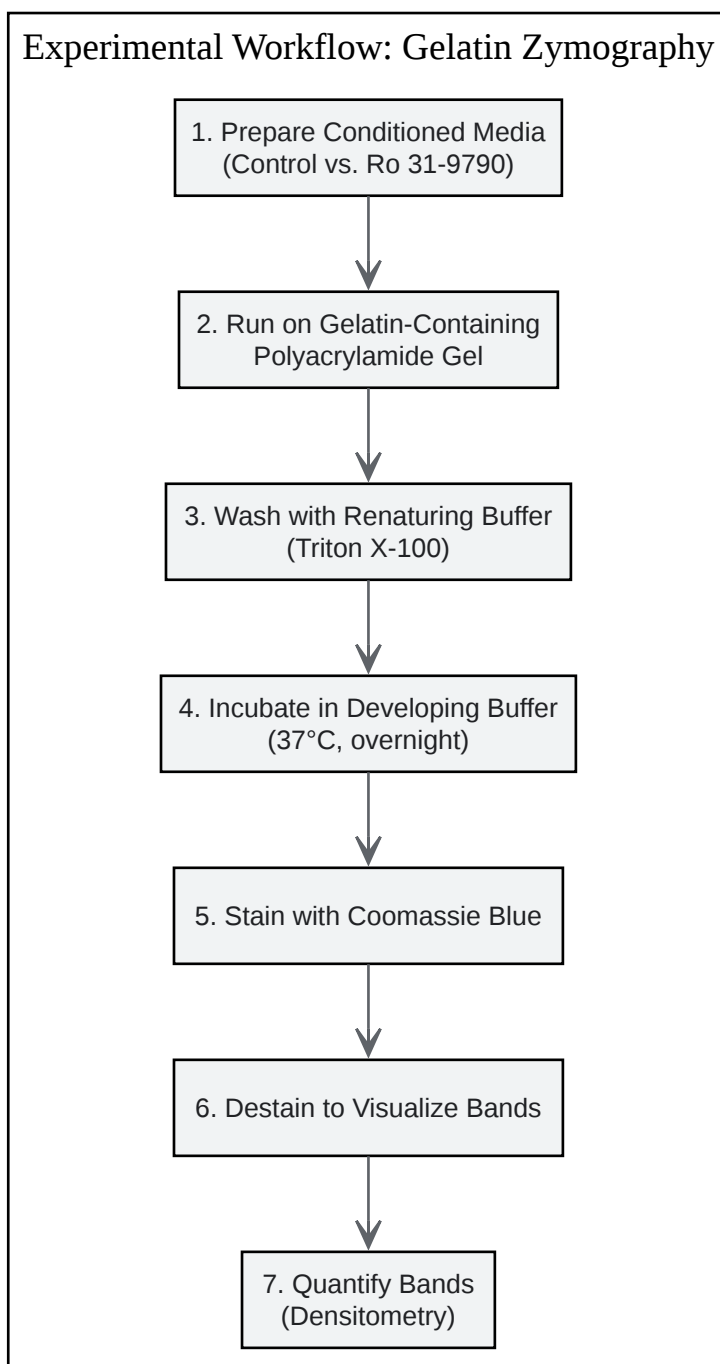 Experimental Workflow: Gelatin Zymography
1. Prepare Conditioned Media
(Control vs. Ro 31-9790)
2. Run on Gelatin-Containing
Polyacrylamide Gel
3. Wash with Renaturing Buffer
(Triton X-100)
4. Incubate in Developing Buffer
(37°C, overnight)
5. Stain with Coomassie Blue
6. Destain to Visualize Bands
7. Quantify Bands
(Densitometry)